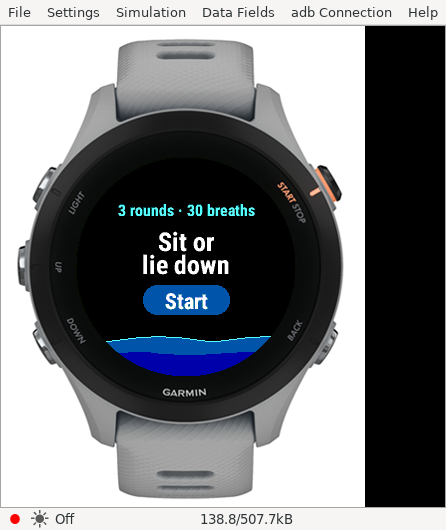 File Settings Simulation Data Fields adb Connection Help
START STOP
LIGHT
3 rounds · 30 breaths
Sit or
lie down
UP
Start
DOWN
BACK
GARMIN
Off 138.8/507.7kB